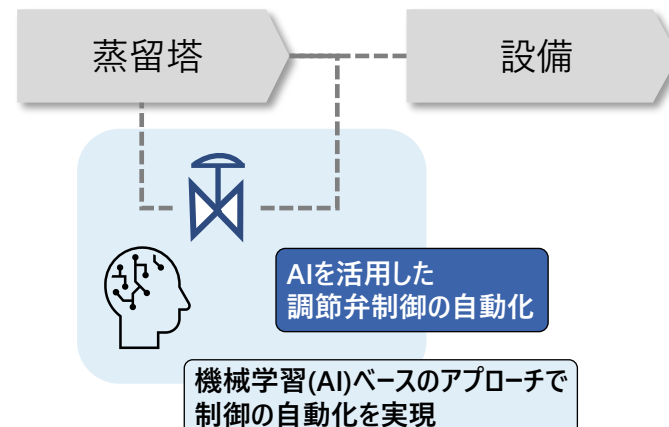 蒸留塔
設備
AIを活用した
調節弁制御の自動化
機械学習(AI)ベースのアプローチで
制御の自動化を実現